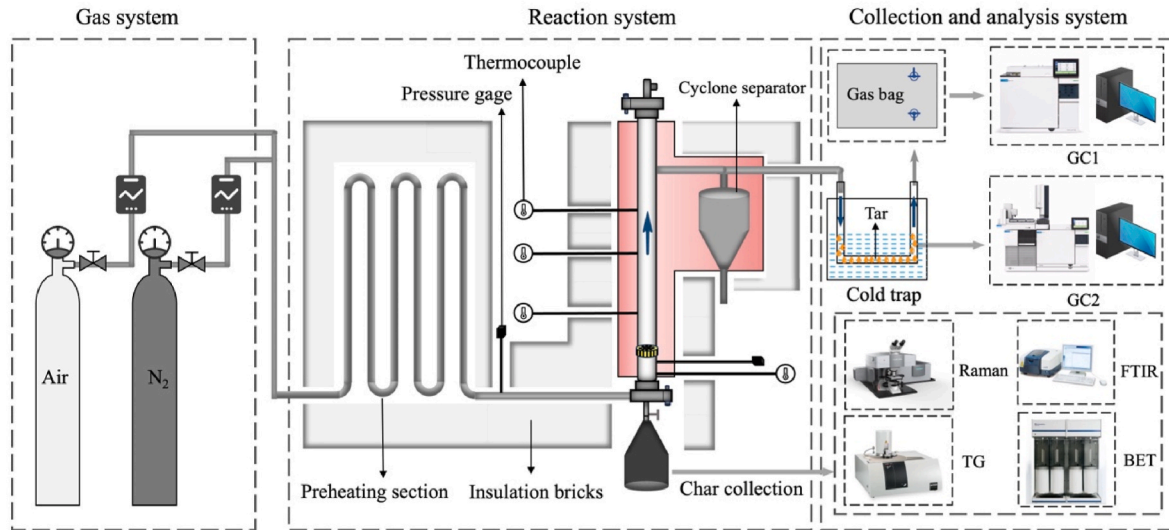 Gas system
Reaction system
Collection and analysis system
Thermocouple
Pressure gage
Cyclone separator
Gas bag
GC1
Tar
Cold trap
GC2
Air
N₂
Raman
FTIR
TG
BET
Preheating section
Insulation bricks
Char collection